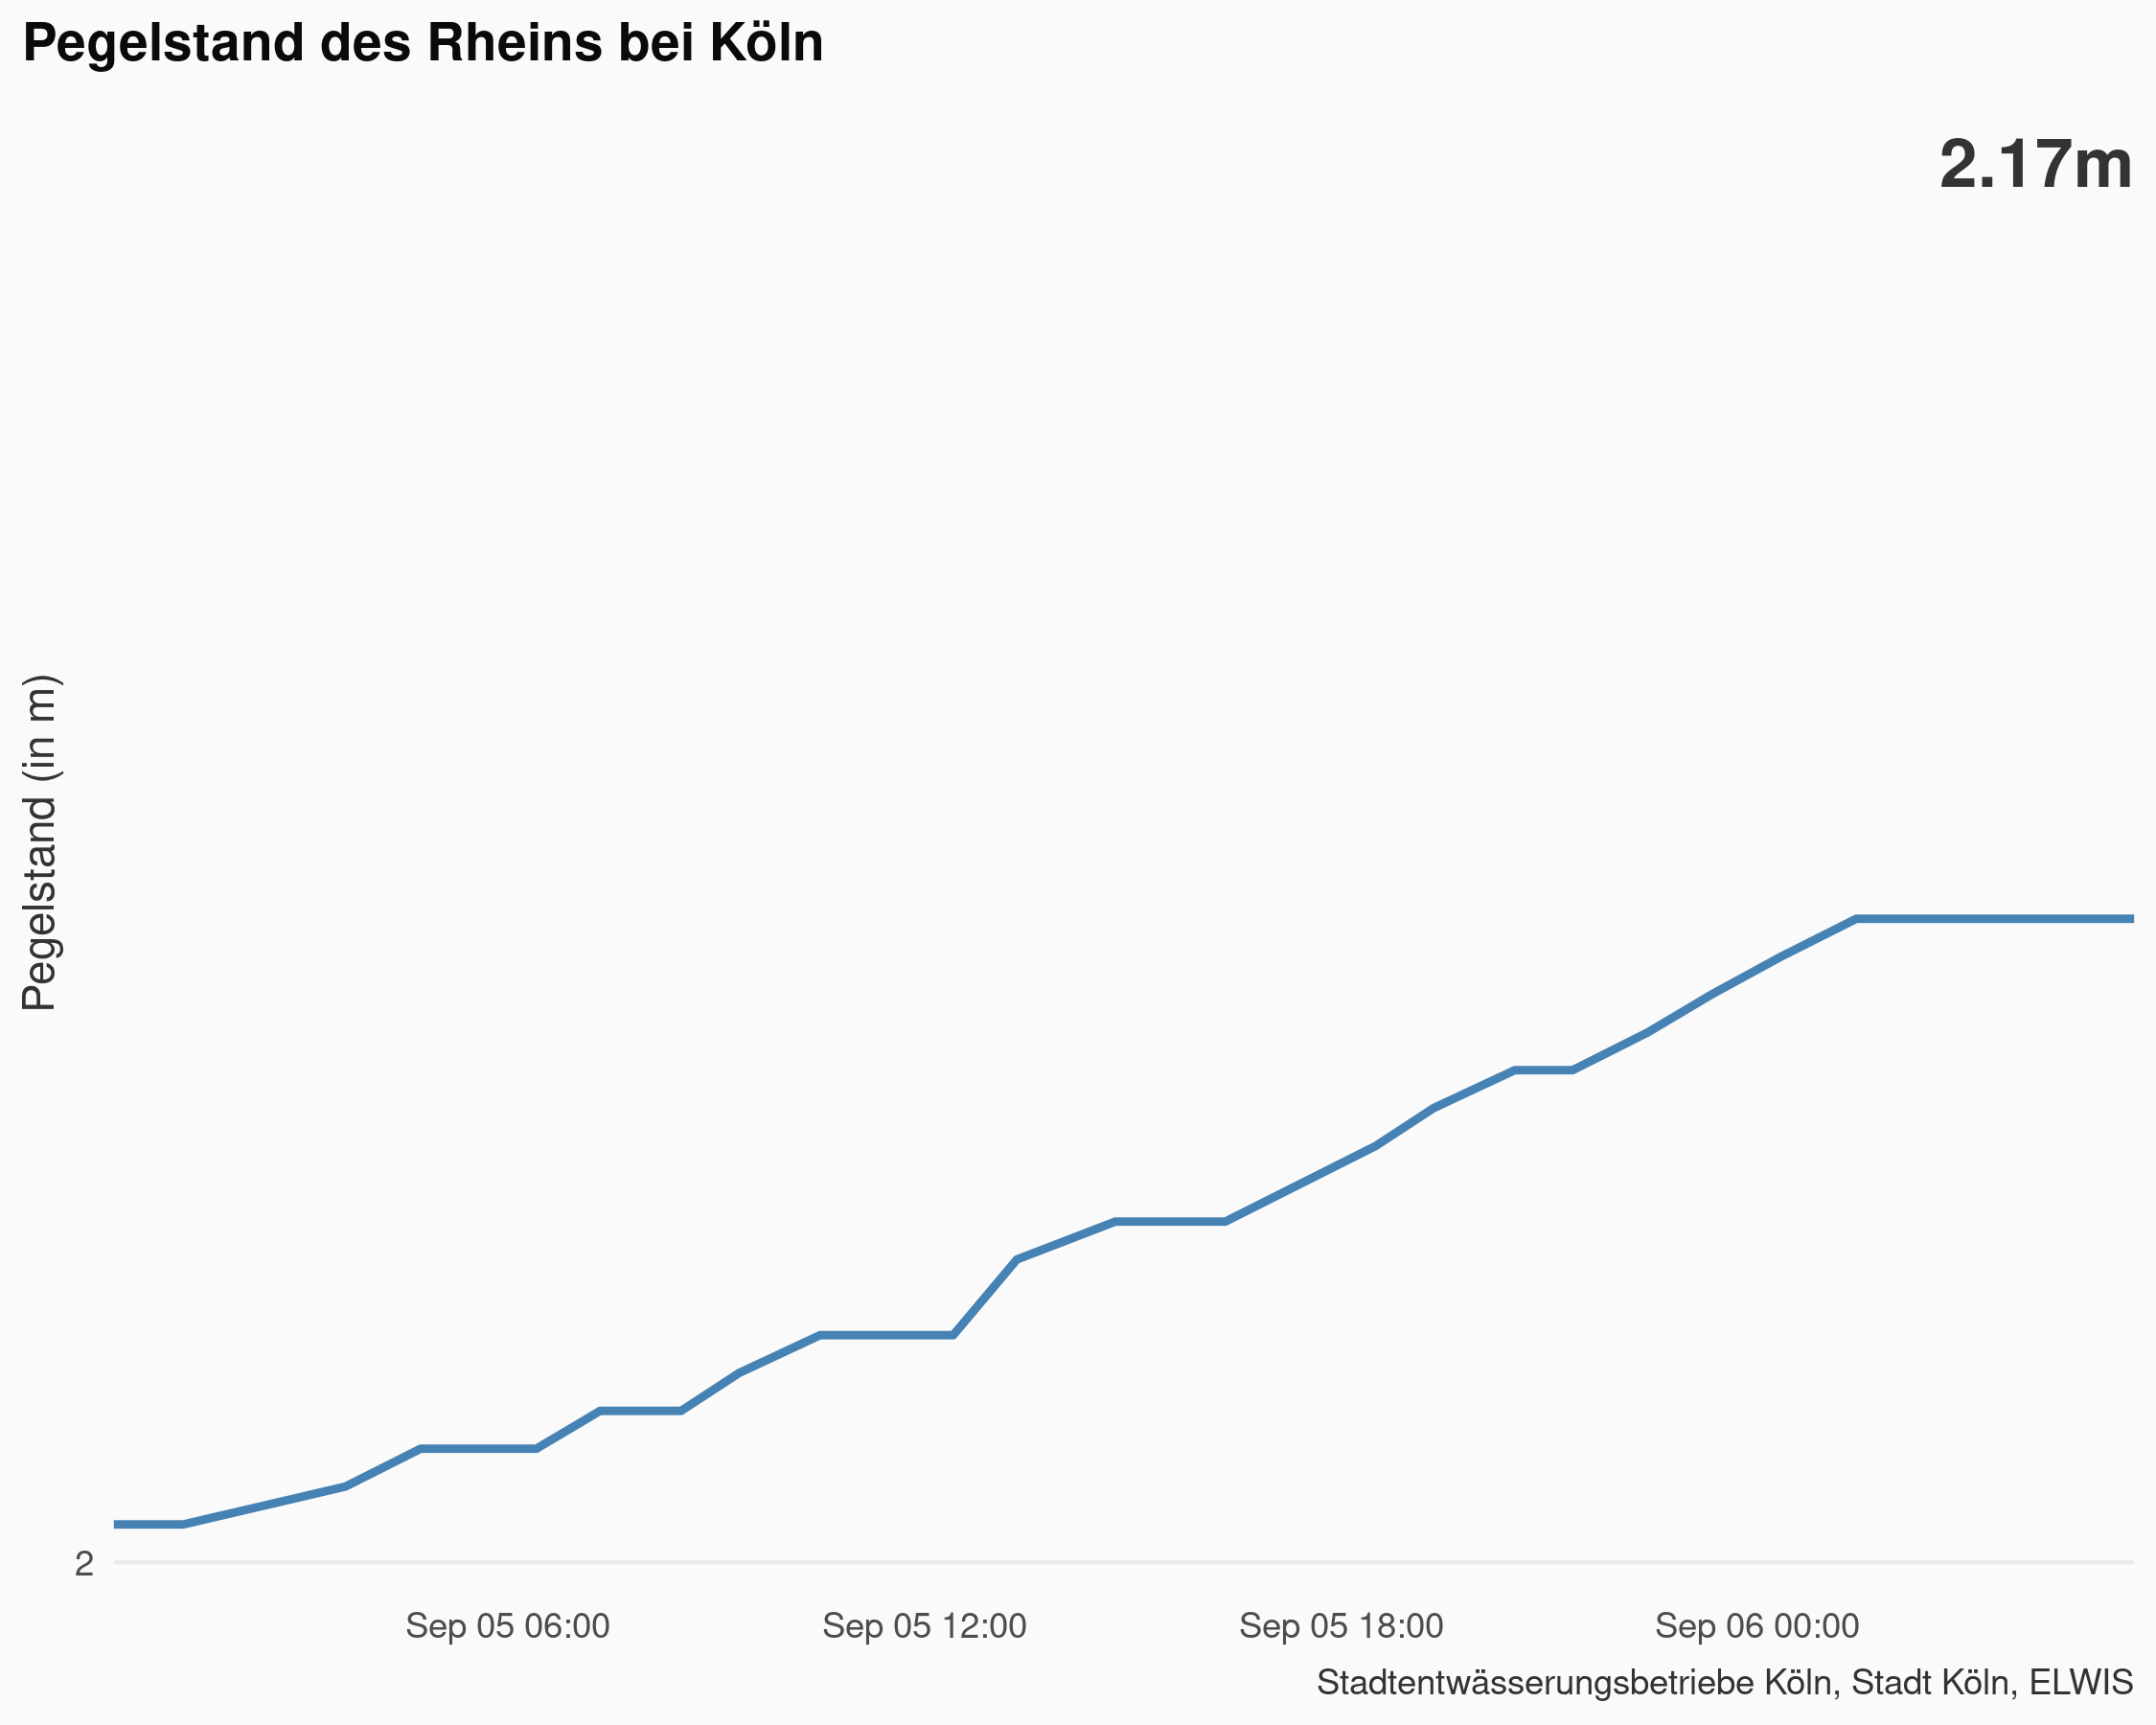 Pegelstand des Rheins bei Köln
2.17m
Pegelstand (in m)
2
Sep 05 06:00
Sep 05 12:00
Sep 05 18:00
Sep 06 00:00
Stadtentwässerungsbetriebe Köln, Stadt Köln, ELWIS